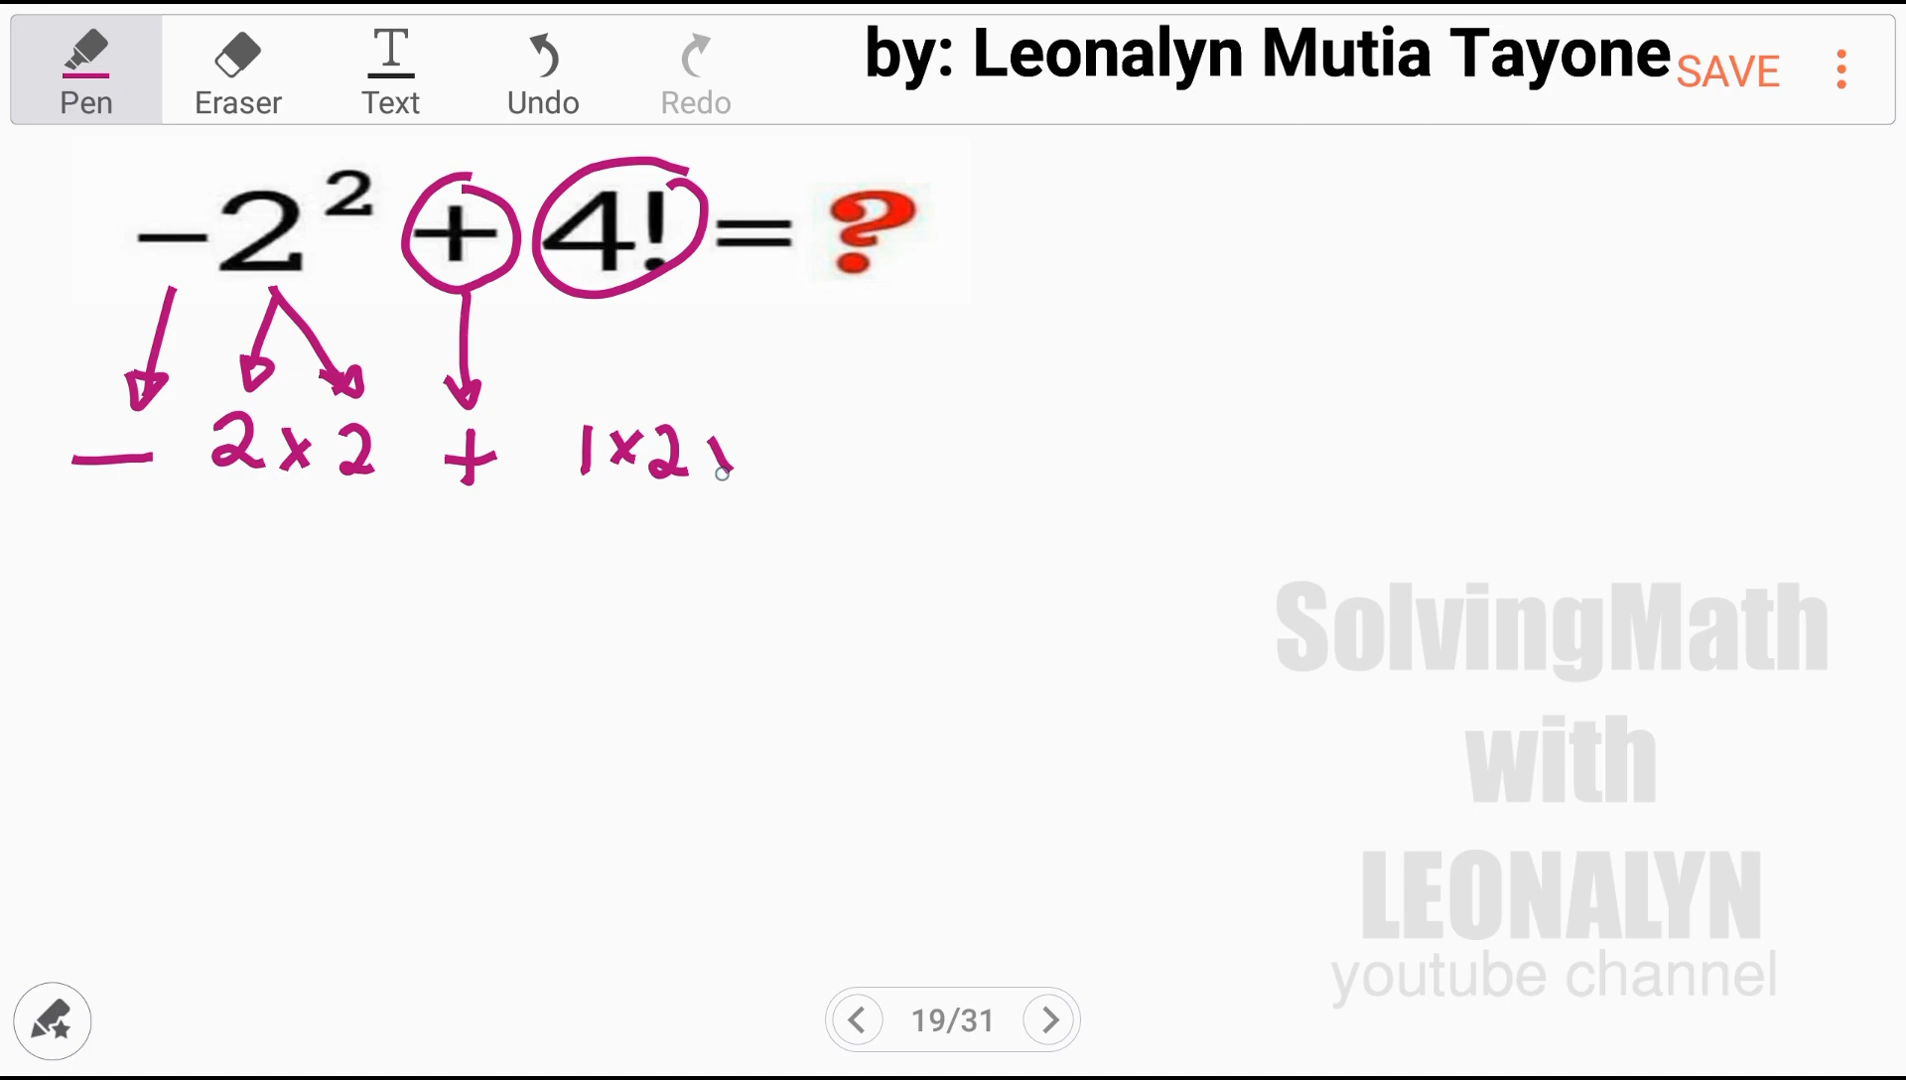 by: Leonalyn Mutia Tayone
Pen Eraser Text Undo Redo SAVE
−2² + 4! = ?
− 2 × 2 + 1 × 2
SolvingMath
with
LEONALYN
youtube channel
19/31